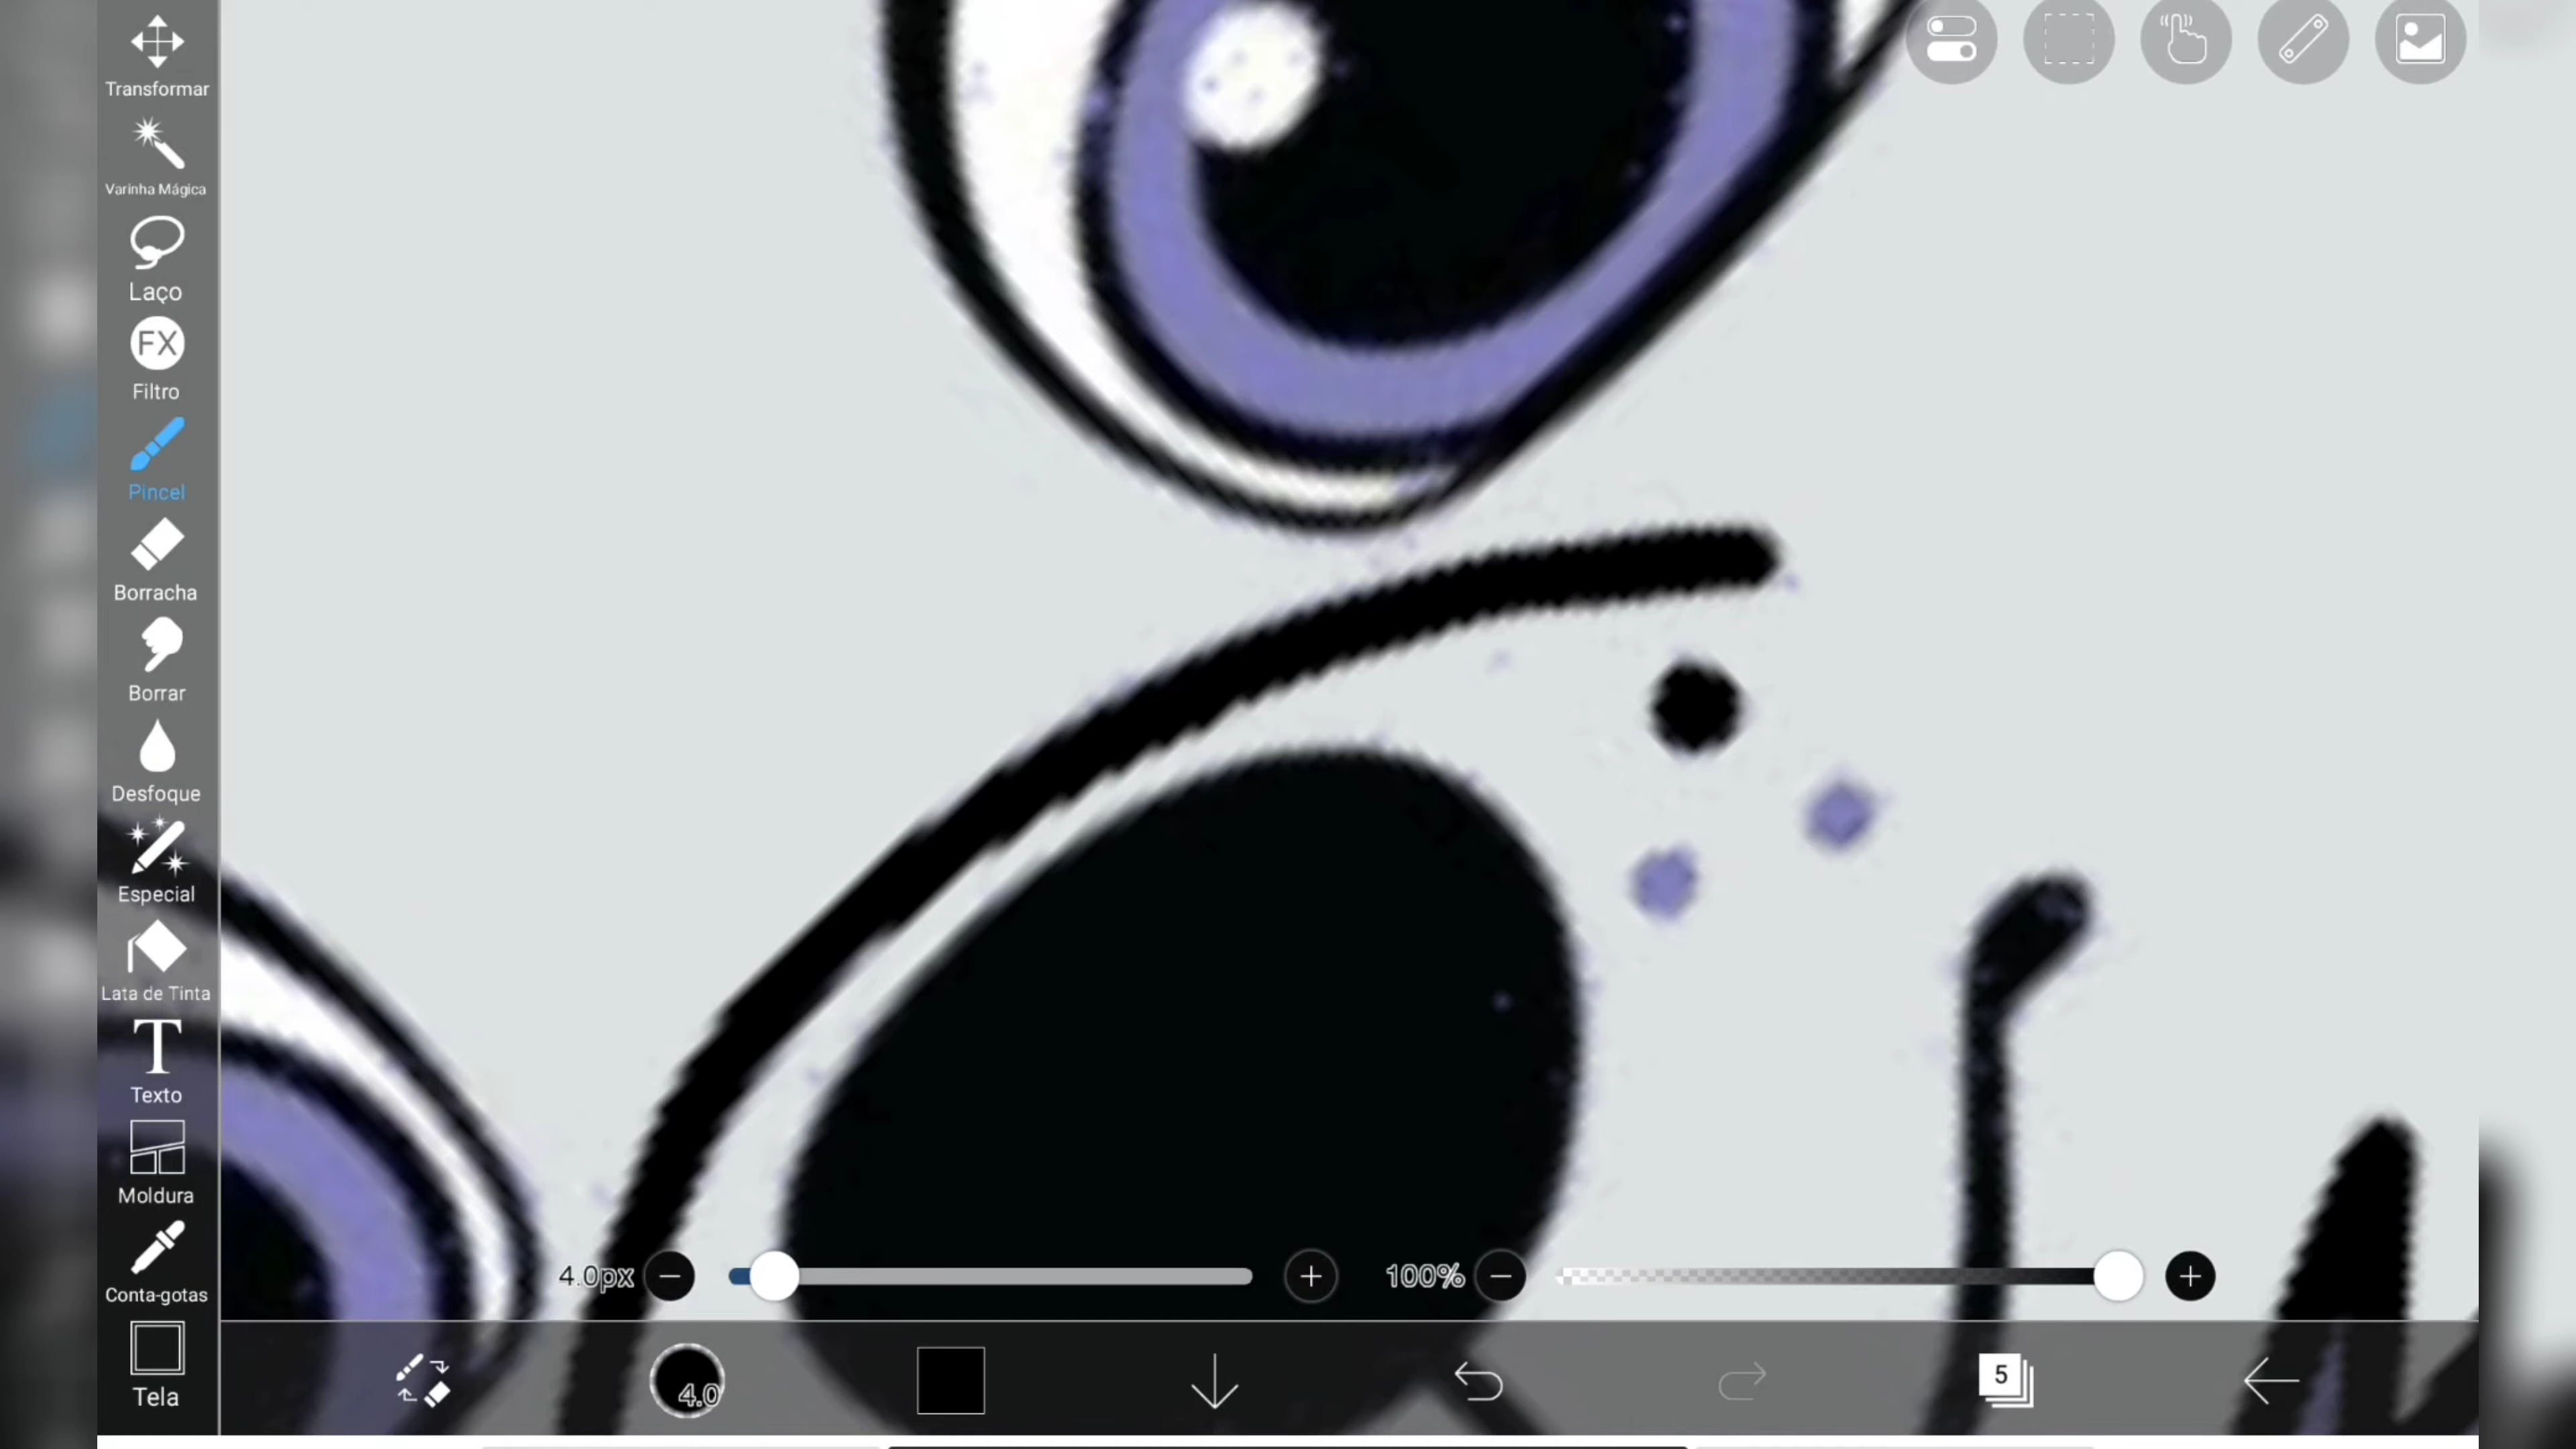 Transformar
Varinha Mágica
Laço
FX
Filtro
Pincel
Borracha
Borrar
Desfoque
Especial
Lata de Tinta
T
Texto
Moldura
Conta-gotas
Tela
4.0px
100%
4.0
5